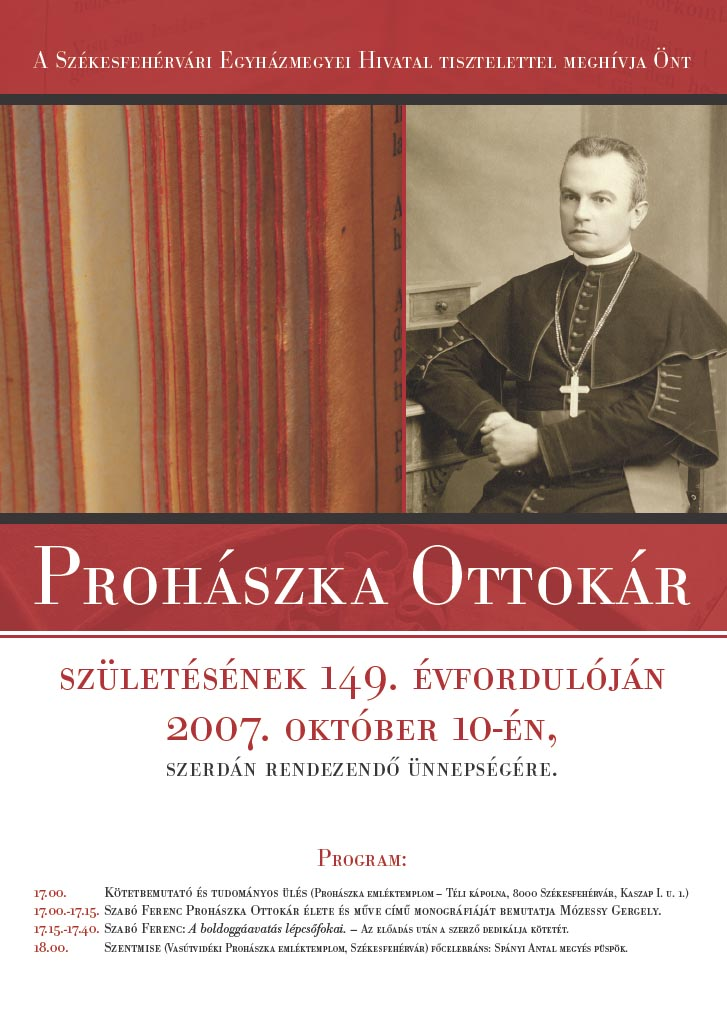 A Székesfehérvári Egyházmegyei Hivatal tisztelettel meghívja Önt
Prohászka Ottokár
születésének 149. évfordulóján
2007. október 10-én,
szerdán rendezendő ünnepségére.
Program:
17.00. Kötetbemutató és tudományos ülés (Prohászka emléktemplom – Téli kápolna, 8000 Székesfehérvár, Kaszap I. u. 1.)
17.00.-17.15. Szabó Ferenc Prohászka Ottokár élete és műve című monográfiáját bemutatja Mózessy Gergely.
17.15.-17.40. Szabó Ferenc: A boldoggáavatás lépcsőfokai. – Az előadás után a szerző dedikálja kötetét.
18.00. Szentmise (Vasútvidéki Prohászka emléktemplom, Székesfehérvár) főcelebráns: Spányi Antal megyés püspök.